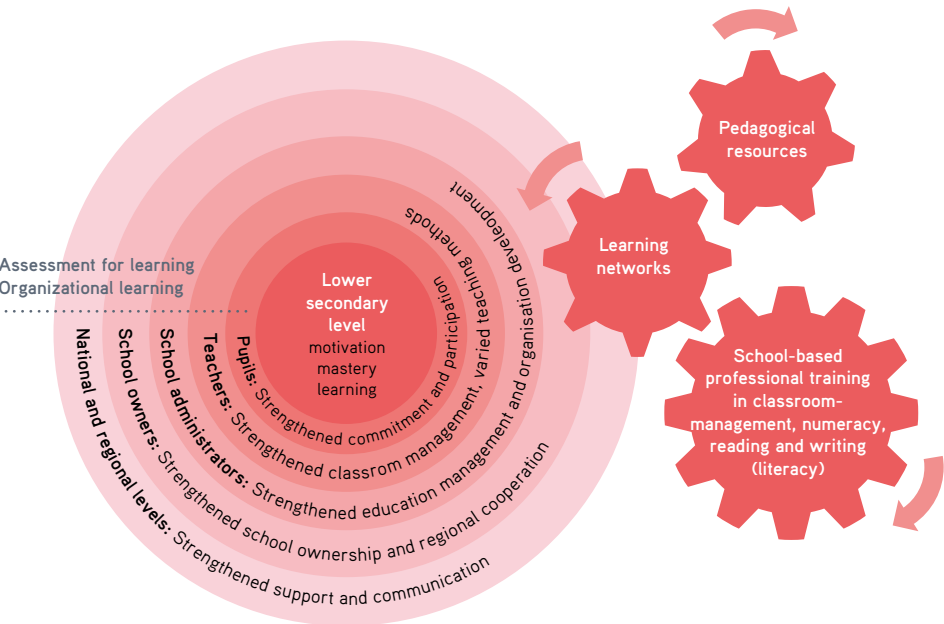 Pedagogical
resources
Learning
networks
School-based
professional training
in classroom-
management, numeracy,
reading and writing
(literacy)
Assessment for learning
Organizational learning
Lower
secondary
level
motivation
mastery
learning
Pupils: Strengthened commitment and participation
Teachers: Strengthened classrom management, varied teaching methods
School administrators: Strengthened education management and organisation development
School owners: Strengthened school ownership and regional cooperation
National and regional levels: Strengthened support and communication